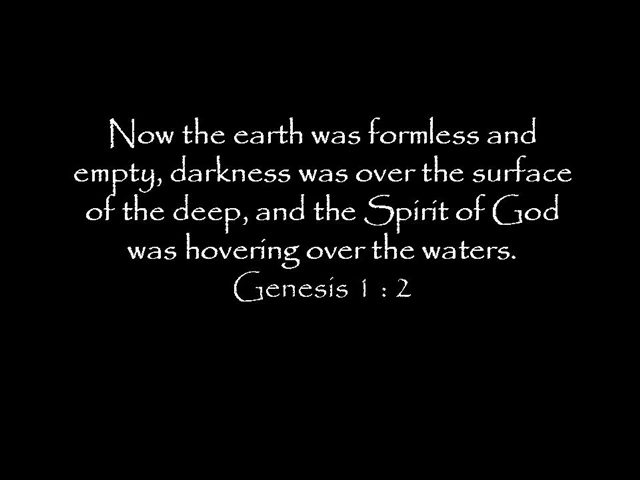 Now the earth was formless and
empty, darkness was over the surface
of the deep, and the Spirit of God
was hovering over the waters.
Genesis 1 : 2